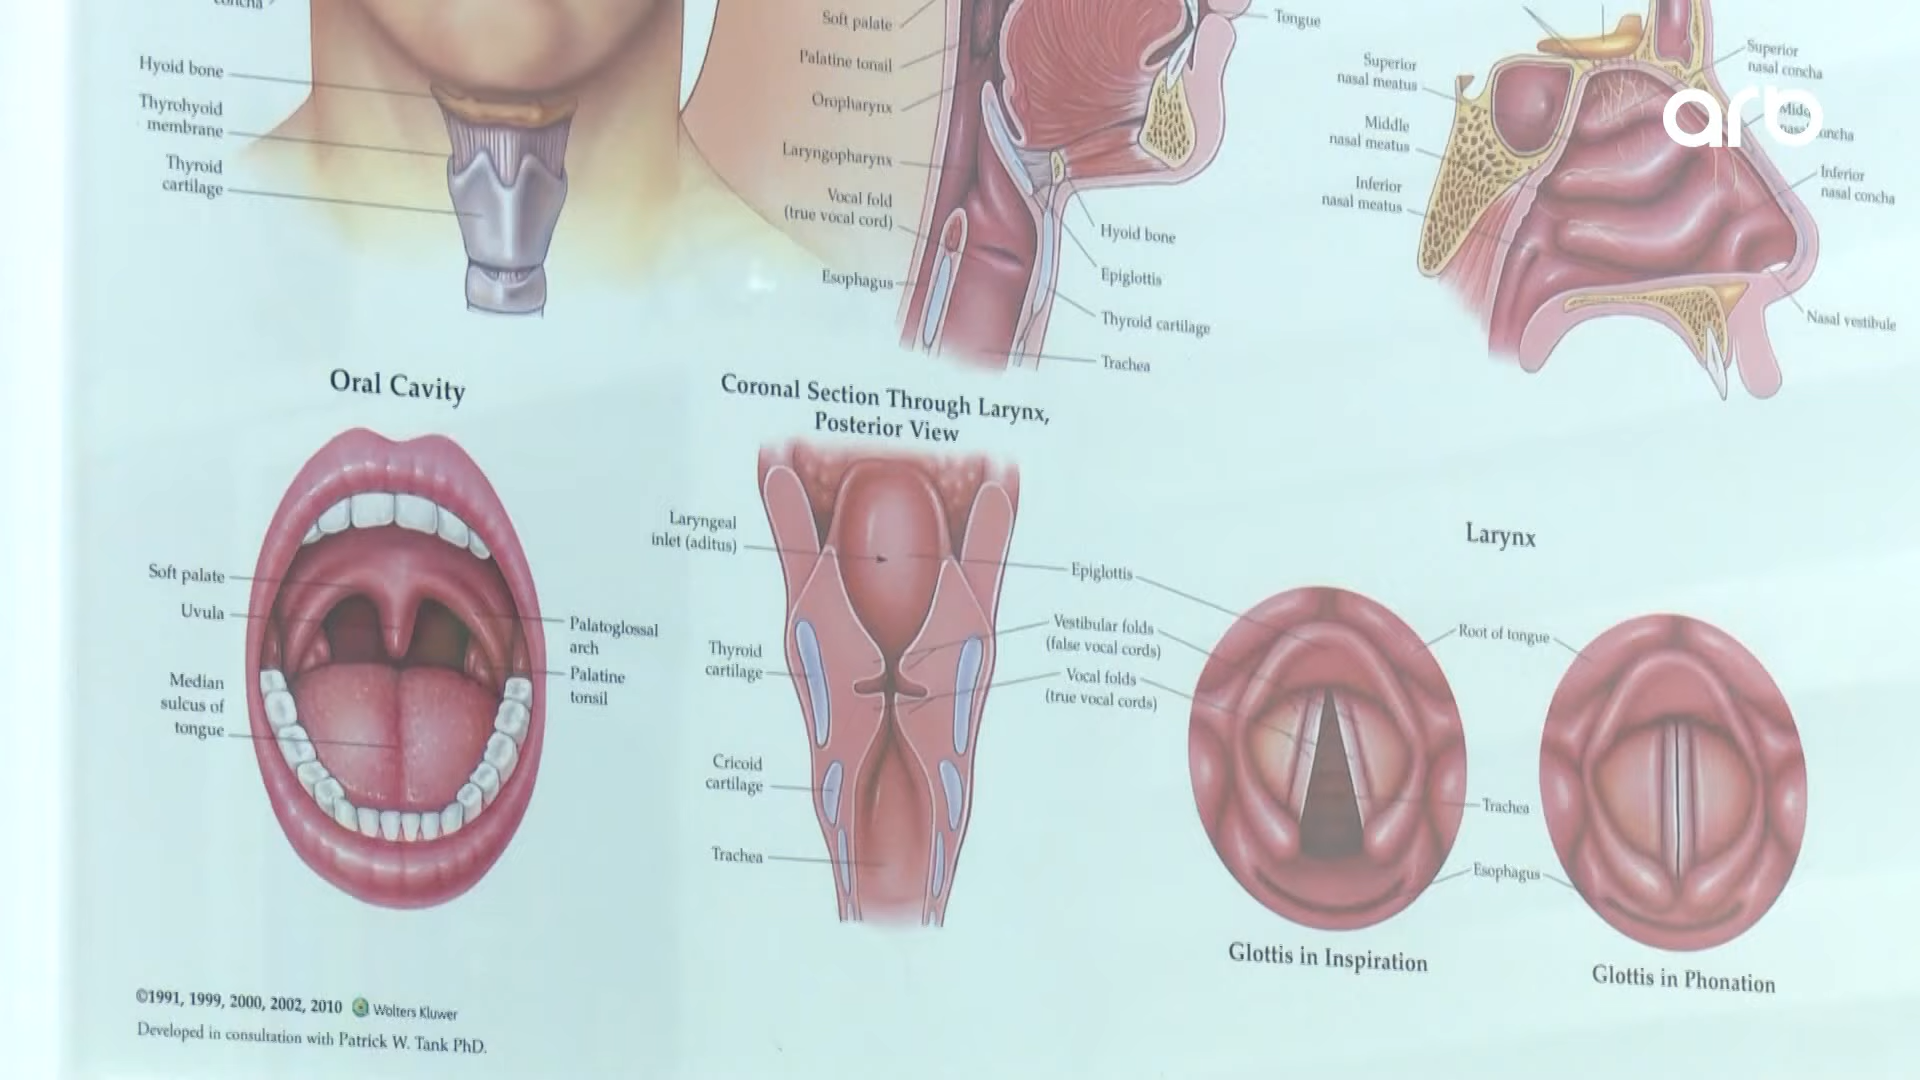 concha
Hyoid bone
Thyrohyoid
membrane
Thyroid
cartilage
Soft palate
Palatine tonsil
Oropharynx
Laryngopharynx
Vocal fold
(true vocal cord)
Esophagus
Tongue
Hyoid bone
Epiglottis
Thyroid cartilage
Trachea
Superior
nasal meatus
Middle
nasal meatus
Inferior
nasal meatus
Superior
nasal concha
arb
Inferior
nasal concha
Nasal vestibule
Oral Cavity
Soft palate
Uvula
Median
sulcus of
tongue
Palatoglossal
arch
Palatine
tonsil
Coronal Section Through Larynx,
Posterior View
Laryngeal
inlet (aditus)
Thyroid
cartilage
Cricoid
cartilage
Trachea
Epiglottis
Vestibular folds
(false vocal cords)
Vocal folds
(true vocal cords)
Larynx
Root of tongue
Trachea
Esophagus
Glottis in Inspiration
Glottis in Phonation
©1991, 1999, 2000, 2002, 2010 Wolters Kluwer
Developed in consultation with Patrick W. Tank PhD.